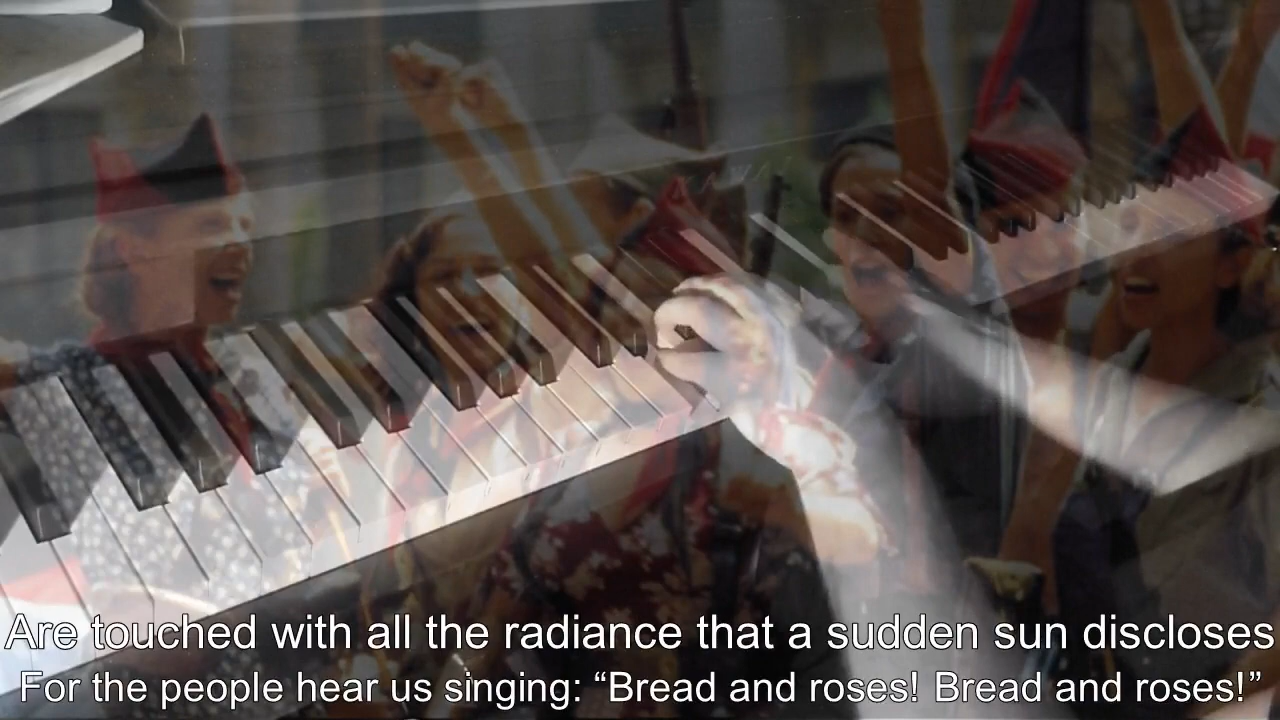 Are touched with all the radiance that a sudden sun discloses
For the people hear us singing: “Bread and roses! Bread and roses!”